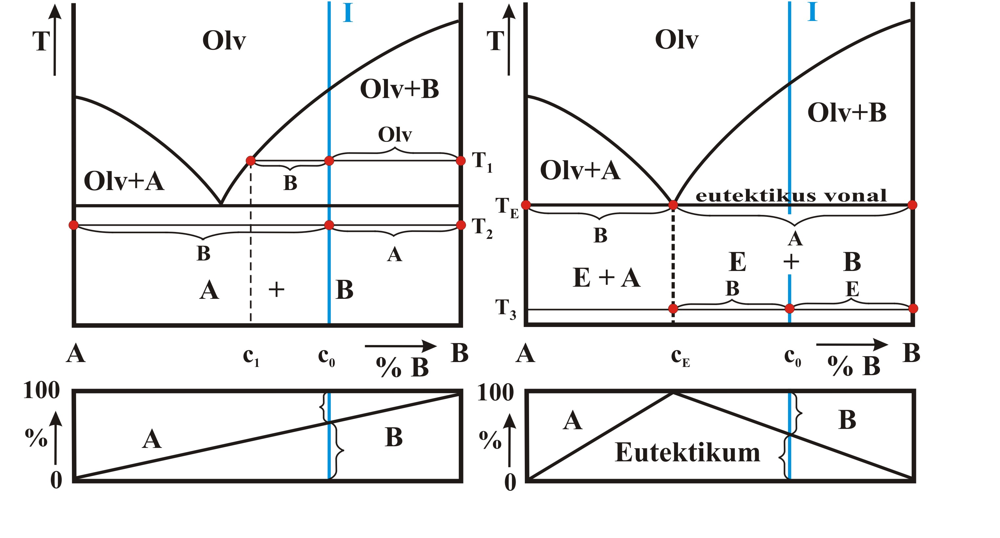 T
Olv
I
Olv+B
Olv
T1
Olv+A
B
T2
B
A
A + B
A
c1
c0
% B
B
100
%
0
A
B
T
Olv
I
Olv+B
Olv+A
eutektikus vonal
TE
B
A
E + A
E + B
B
E
T3
A
cE
c0
% B
B
100
%
0
A
B
Eutektikum